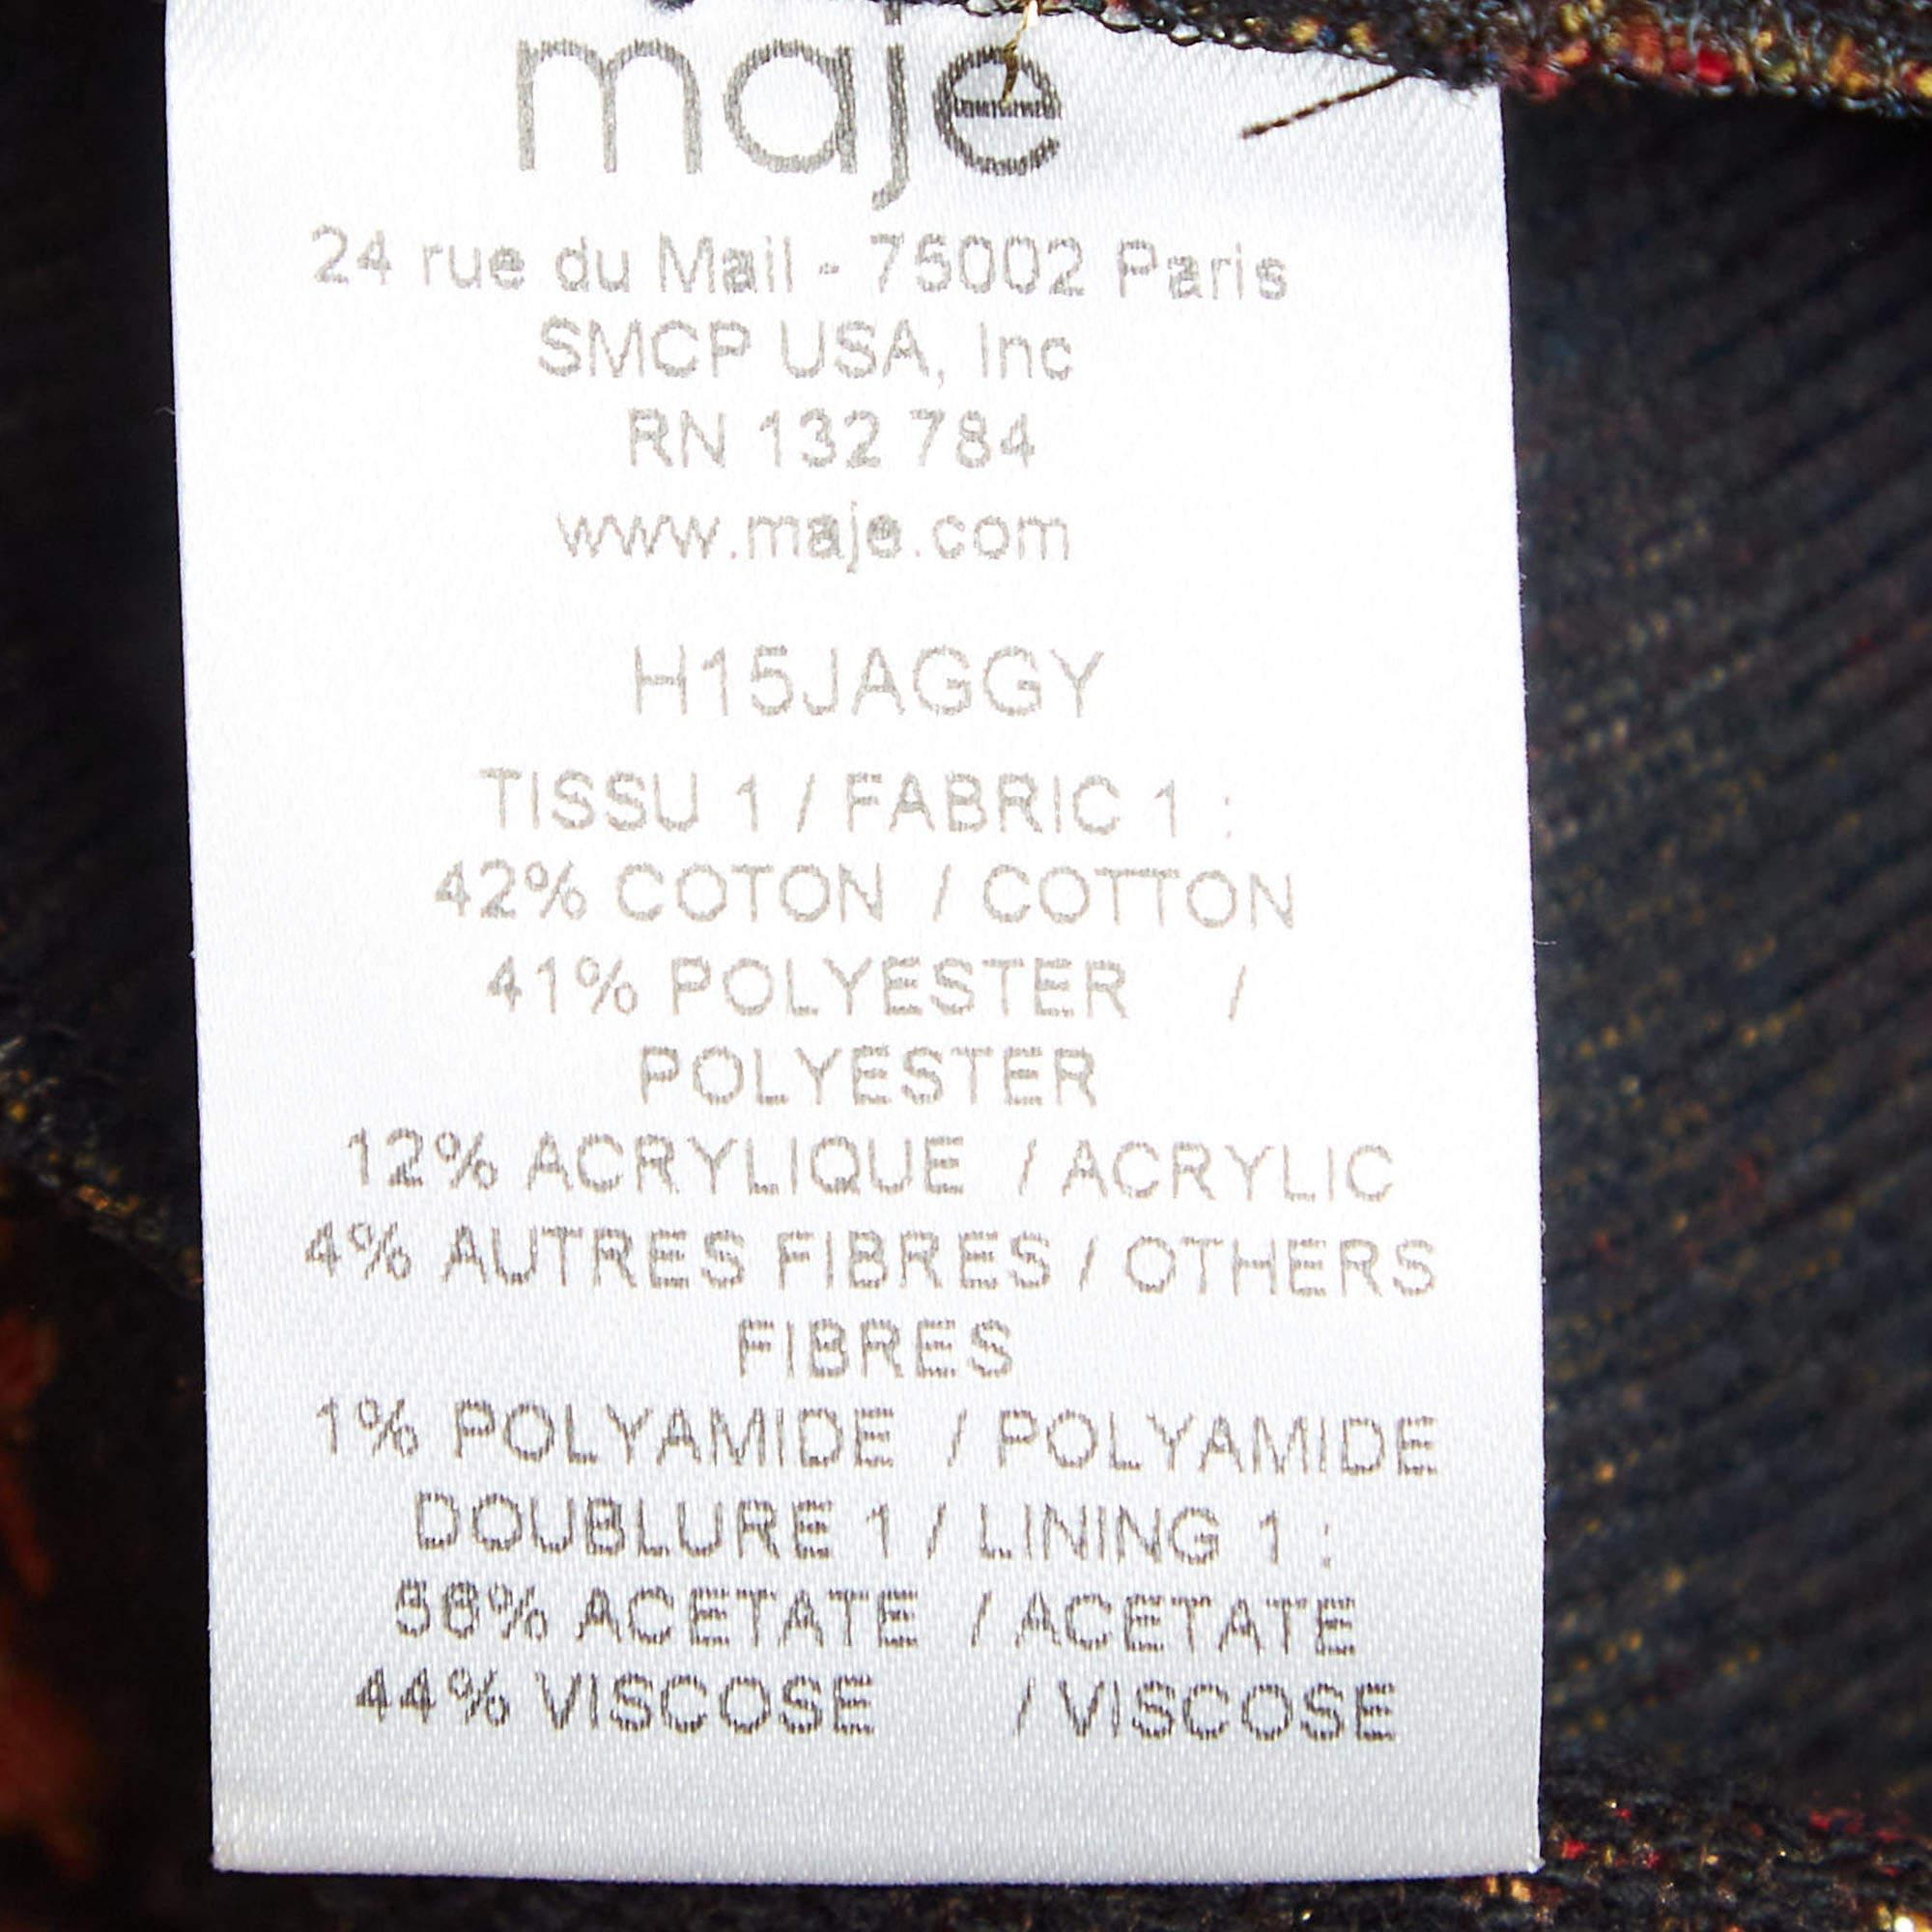 maje
24 rue du Mail - 75002 Paris
SMCP USA, Inc
RN 132 784
www.maje.com
H15JAGGY
TISSU 1 / FABRIC 1 :
42% COTON / COTTON
41% POLYESTER /
POLYESTER
12% ACRYLIQUE / ACRYLIC
4% AUTRES FIBRES / OTHERS
FIBRES
1% POLYAMIDE / POLYAMIDE
DOUBLURE 1 / LINING 1 :
56% ACETATE / ACETATE
44% VISCOSE / VISCOSE